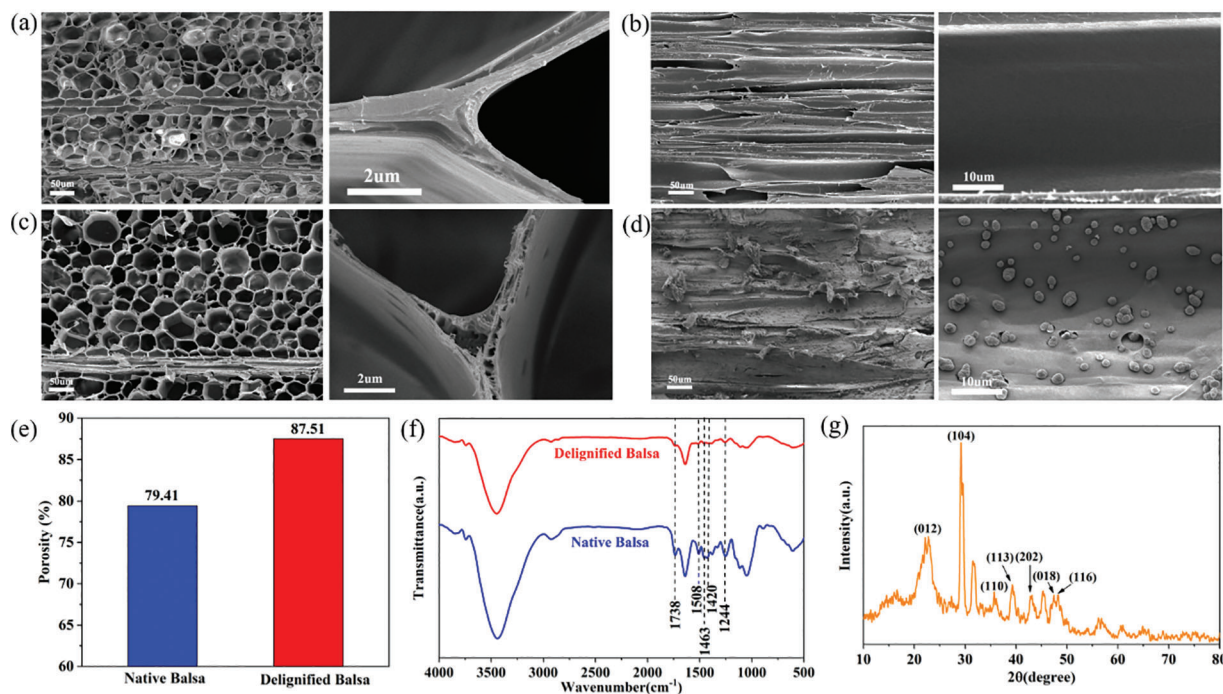 (a)
50um
2um
(b)
50um
10um
(c)
50um
2um
(d)
50um
10um
(e)
90
85
80
75
70
65
60
Porosity (%)
79.41
87.51
Native Balsa
Delignified Balsa
(f)
Transmittance(a.u.)
Delignified Balsa
Native Balsa
1738
1508
1463
1420
1244
4000 3500 3000 2500 2000 1500 1000 500
Wavenumber(cm⁻¹)
(g)
Intensity(a.u.)
(104)
(012)
(110)
(113)
(202)
(018)
(116)
10 20 30 40 50 60 70 80
2θ(degree)